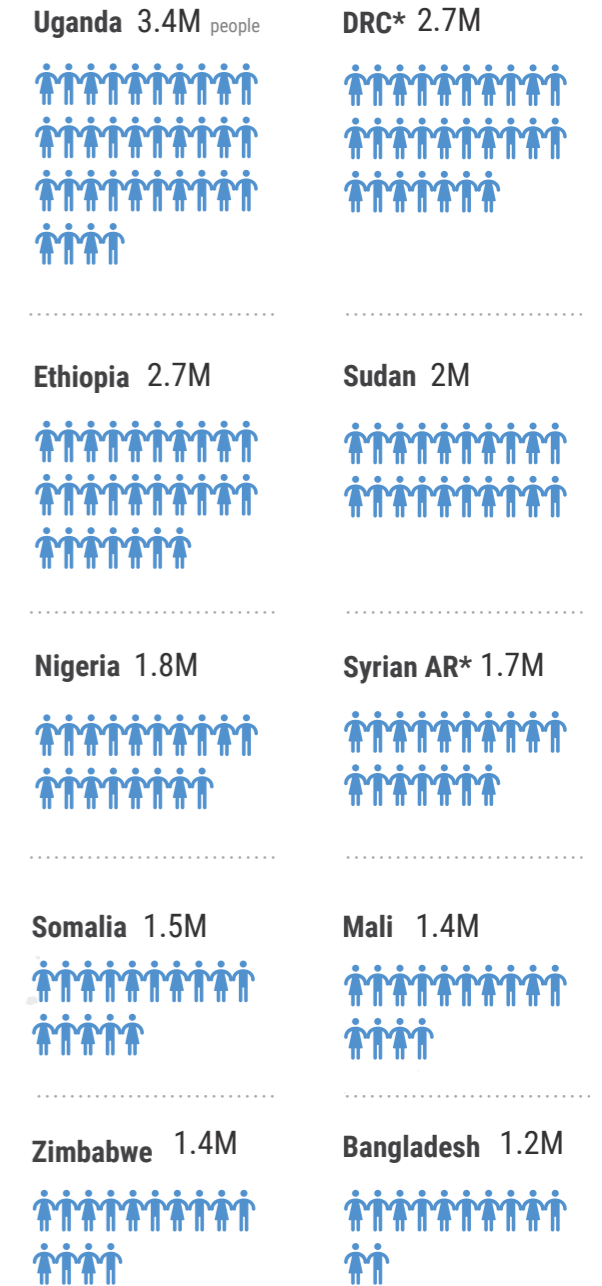 Uganda 3.4M people
DRC* 2.7M
Ethiopia 2.7M
Sudan 2M
Nigeria 1.8M
Syrian AR* 1.7M
Somalia 1.5M
Mali 1.4M
Zimbabwe 1.4M
Bangladesh 1.2M